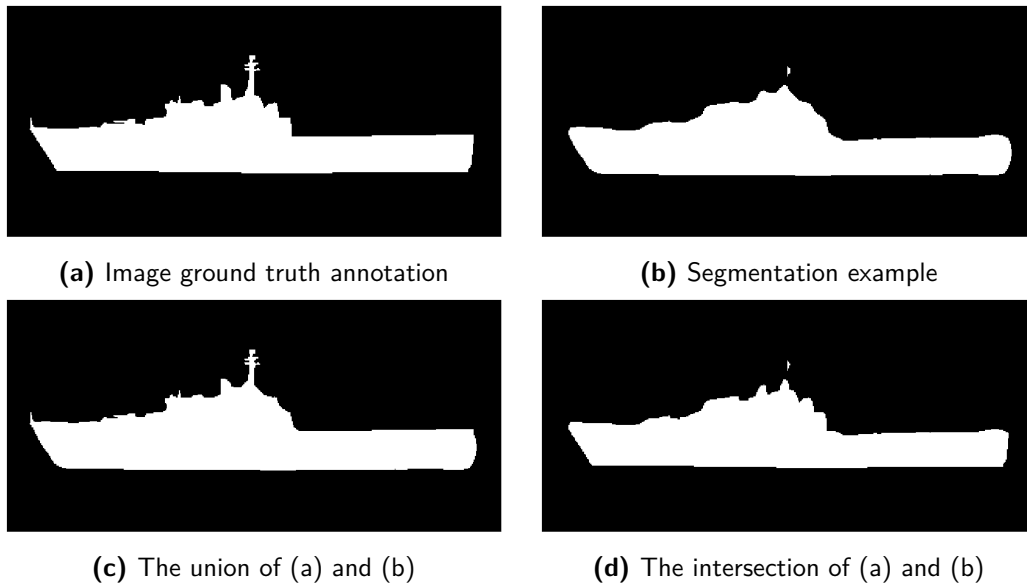 (a) Image ground truth annotation
(b) Segmentation example
(c) The union of (a) and (b)
(d) The intersection of (a) and (b)